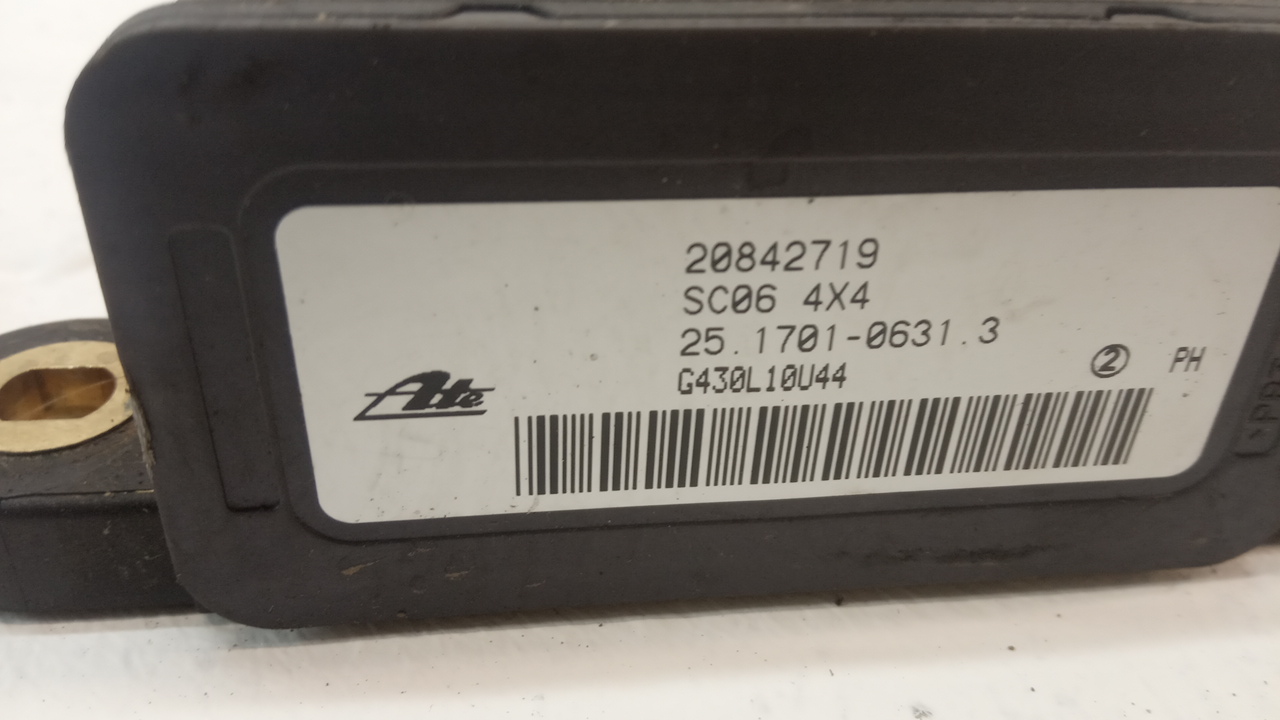 20842719
SC06 4X4
25.1701-0631.3
G430L10U44
Ate
② PH